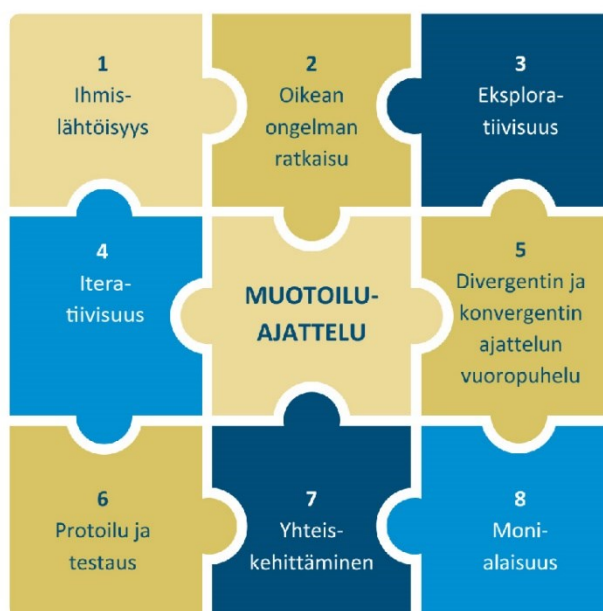 1
Ihmis-
lähtöisyys
2
Oikean
ongelman
ratkaisu
3
Eksplora-
tiivisuus
4
Itera-
tiivisuus
MUOTOILU-
AJATTELU
5
Divergentin ja
konvergentin
ajattelun
vuoropuhelu
6
Protoilu ja
testaus
7
Yhteis-
kehittäminen
8
Moni-
alaisuus